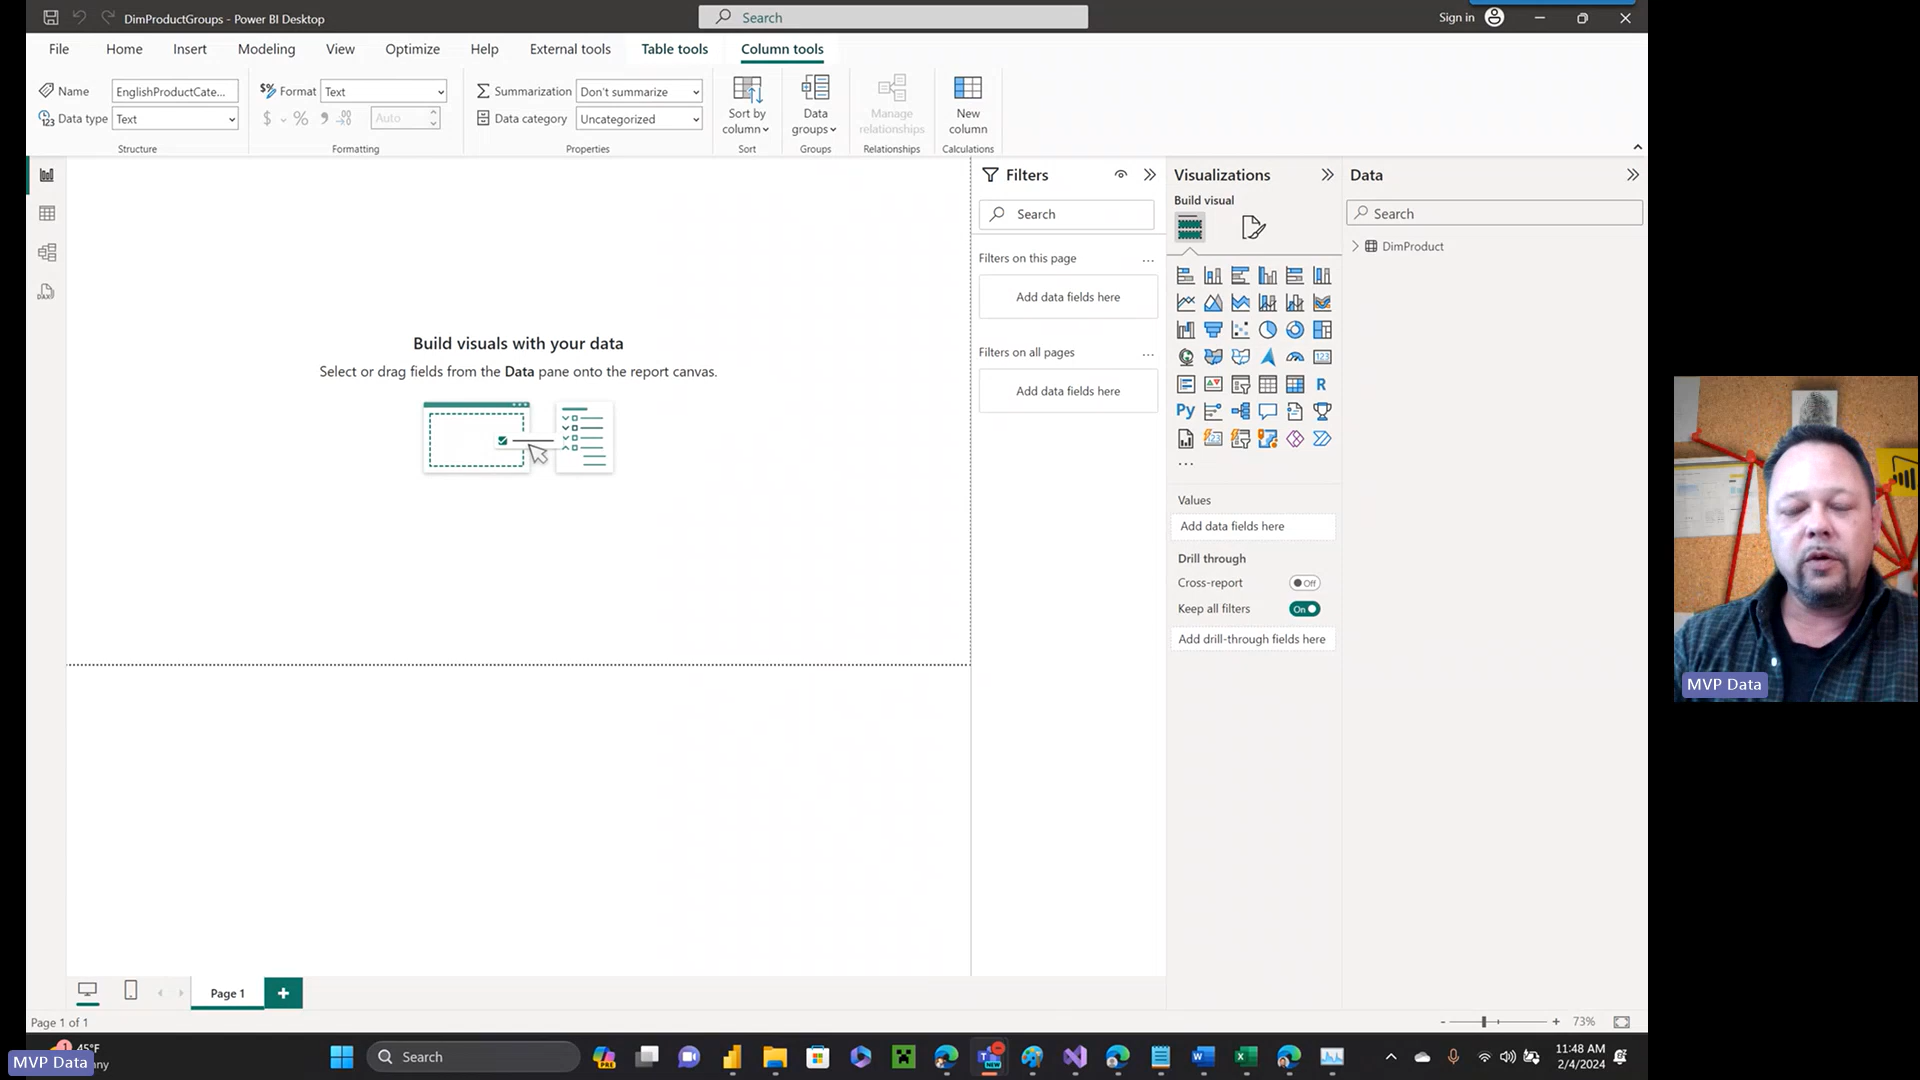 DimProductGroups - Power BI Desktop
Search
Sign in
File
Home
Insert
Modeling
View
Optimize
Help
External tools
Table tools
Column tools
Name
EnglishProductCate...
Format
Text
Summarization
Don't summarize
Data type
Text
$
%
Auto
Data category
Uncategorized
Sort by
column
Data
groups
Manage
relationships
New
column
Structure
Formatting
Properties
Sort
Groups
Relationships
Calculations
Filters
Search
Filters on this page
...
Add data fields here
Filters on all pages
...
Add data fields here
Visualizations
Build visual
R
Py
...
Values
Add data fields here
Drill through
Cross-report
Off
Keep all filters
On
Add drill-through fields here
Data
Search
DimProduct
Build visuals with your data
Select or drag fields from the Data pane onto the report canvas.
MVP Data
Page 1
+
Page 1 of 1
- + 73%
1
45°F
MVP Data
Search
PRE
NEW
11:48 AM
2/4/2024